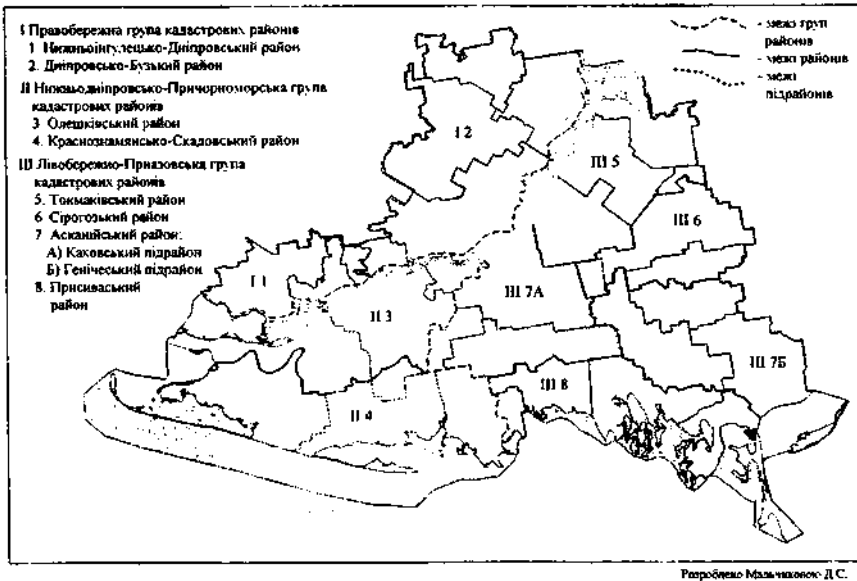 І Правобережна група кадастрових районів
1 Нижньоінгулецько-Дніпровський район
2. Дніпровсько-Бузький район
ІІ Нижньодніпровсько-Причорноморська група
кадастрових районів
3 Олешківський район
4. Краснознамянсько-Скадовський район
ІІІ Лівобережно-Приазовська група
кадастрових районів
5. Токмаківський район
6 Сірогозький район
7 Асканійський район:
А) Каховський підрайон
Б) Генічеський підрайон
8. Присиваський
район
- межі груп
районів
- межі районів
- межі
підрайонів
І 2
ІІІ 5
ІІІ 6
І 1
ІІІ 7А
ІІ 3
ІІІ 7Б
ІІІ 8
ІІ 4
Розроблено Мальчиковою Д.С.